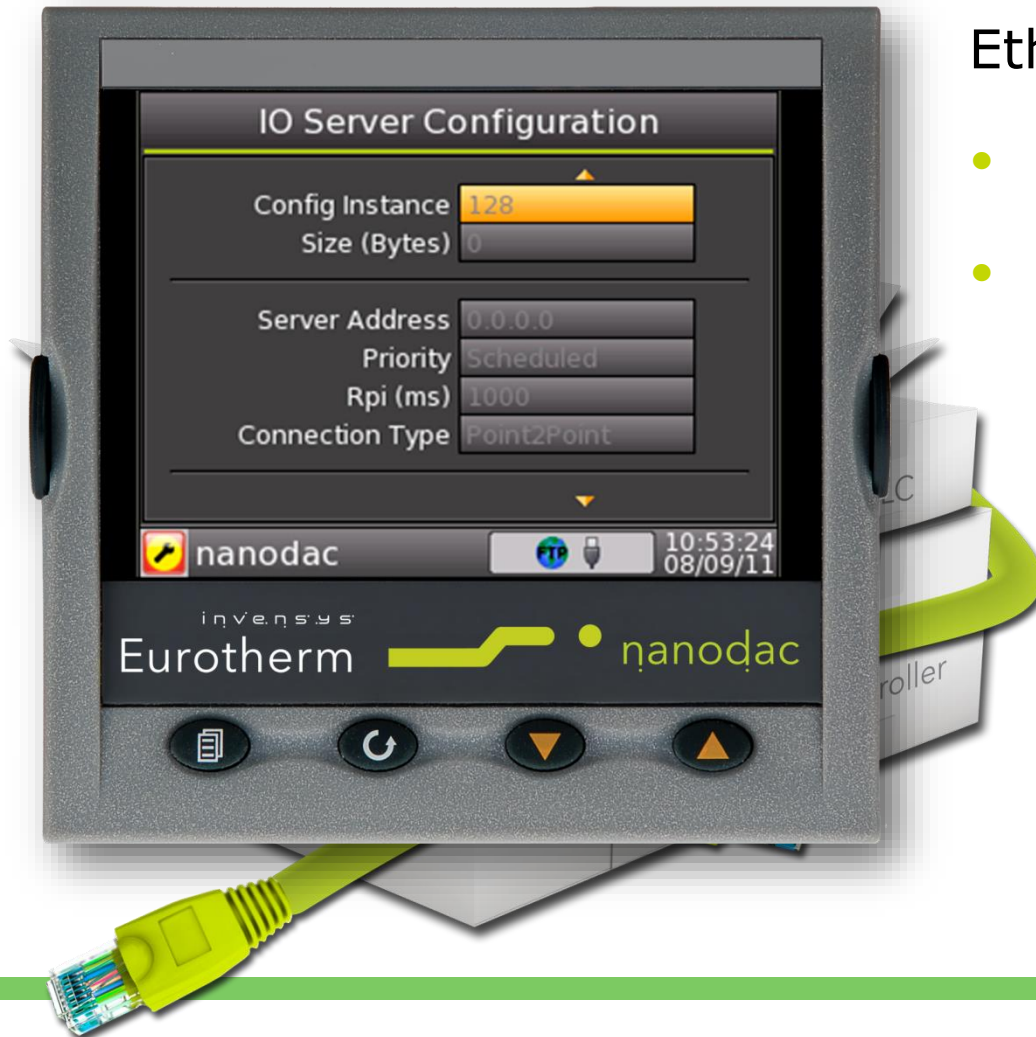 Eth
IO Server Configuration
Config Instance 128
Size (Bytes) 0
Server Address 0.0.0.0
Priority Scheduled
Rpi (ms) 1000
Connection Type Point2Point
nanodac
FTP
10:53:24
08/09/11
invensys
Eurotherm
nanodac
LC
roller